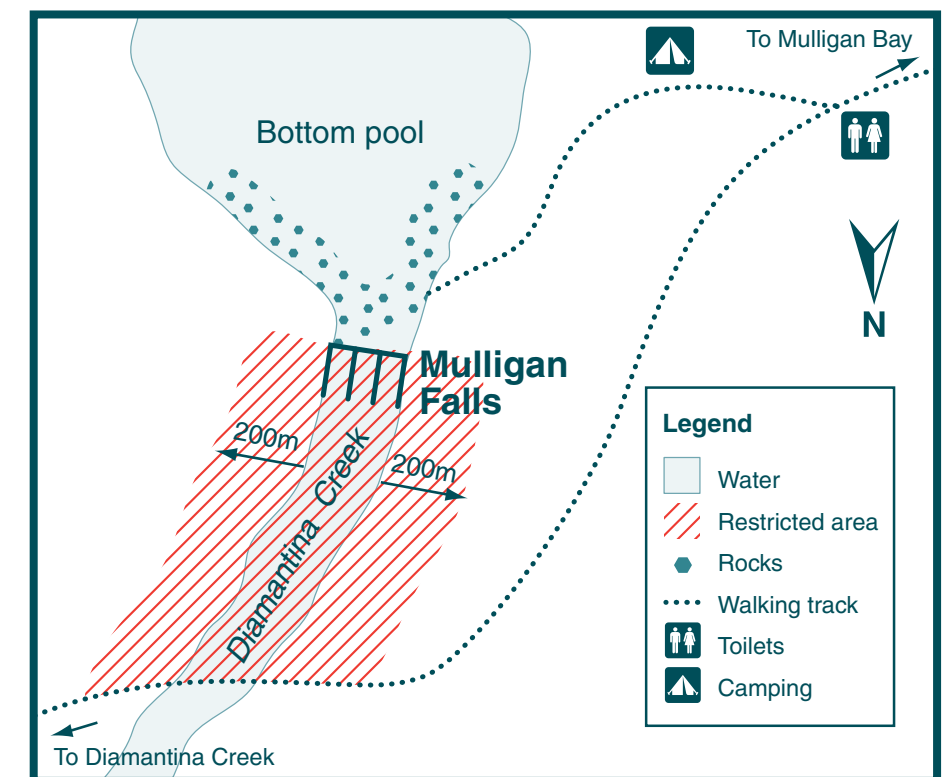 To Mulligan Bay
Bottom pool
N
Mulligan
Falls
200m
200m
Diamantina Creek
Legend
Water
Restricted area
Rocks
Walking track
Toilets
Camping
To Diamantina Creek